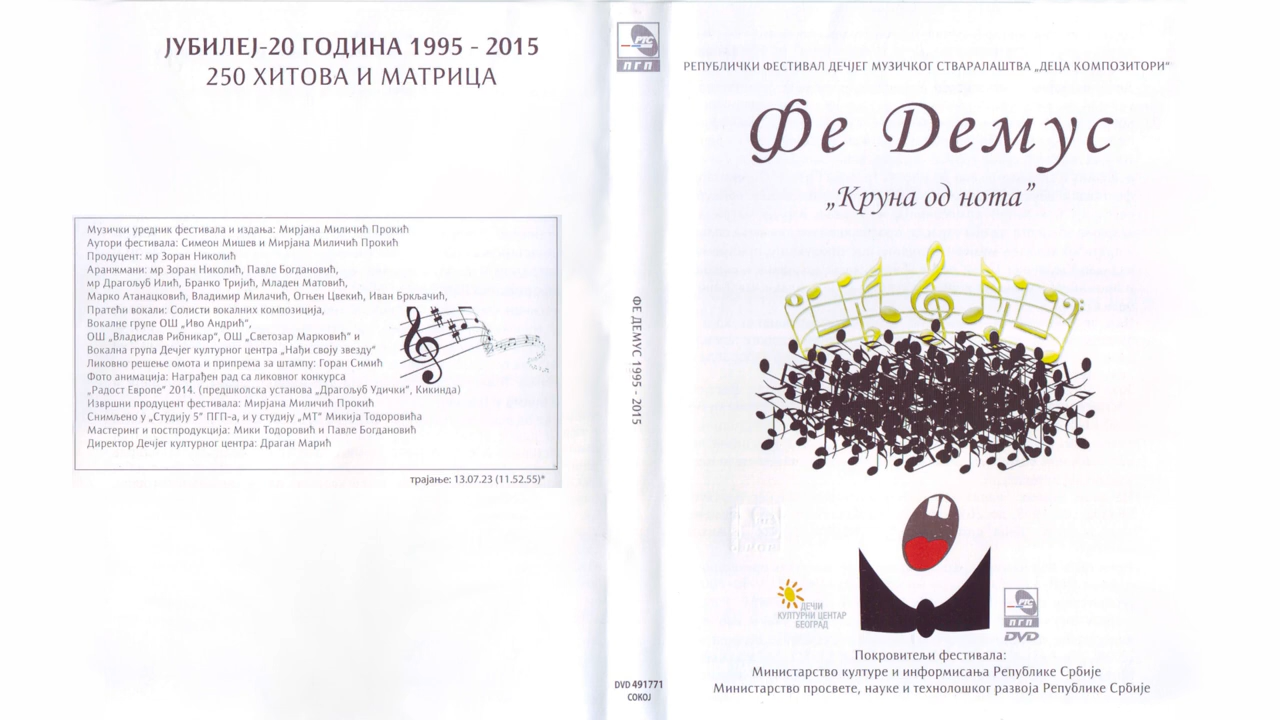 ЈУБИЛЕЈ-20 ГОДИНА 1995 - 2015
250 ХИТОВА И МАТРИЦА
Музички уредник фестивала и издања: Мирјана Миличић Прокић
Аутори фестивала: Симеон Мишев и Мирјана Миличић Прокић
Продуцент: мр Зоран Николић
Аранжмани: мр Зоран Николић, Павле Богдановић,
мр Драгољуб Илић, Бранко Тријић, Младен Матовић,
Марко Атанацковић, Владимир Милачић, Огњен Цвекић, Иван Бркљачић,
Пратећи вокали: Солисти вокалних композиција,
Вокалне групе ОШ „Иво Андрић“,
ОШ „Владислав Рибникар“, ОШ „Светозар Марковић“ и
Вокална група Дечјег културног центра „Нађи своју звезду“
Ликовно решење омота и припрема за штампу: Горан Симић
Фото анимација: Награђен рад са ликовног конкурса
„Радост Европе“ 2014. (предшколска установа „Драгољуб Удички“, Кикинда)
Извршни продуцент фестивала: Мирјана Миличић Прокић
Снимљено у „Студију 5“ ПГП-а, и у студију „МТ“ Микија Тодоровића
Мастеринг и постпродукција: Мики Тодоровић и Павле Богдановић
Директор Дечјег културног центра: Драган Марић
трајање: 13.07.23 (11.52.55)*
РТС
ПГП
ФЕ ДЕМУС 1995 - 2015
DVD 491771
СОКОЈ
РЕПУБЛИЧКИ ФЕСТИВАЛ ДЕЧЈЕГ МУЗИЧКОГ СТВАРАЛАШТВА „ДЕЦА КОМПОЗИТОРИ“
Фе Демус
„Круна од нота”
ДЕЧЈИ
КУЛТУРНИ ЦЕНТАР
БЕОГРАД
РТС
ПГП
DVD
Покровитељи фестивала:
Министарство културе и информисања Републике Србије
Министарство просвете, науке и технолошког развоја Републике Србије